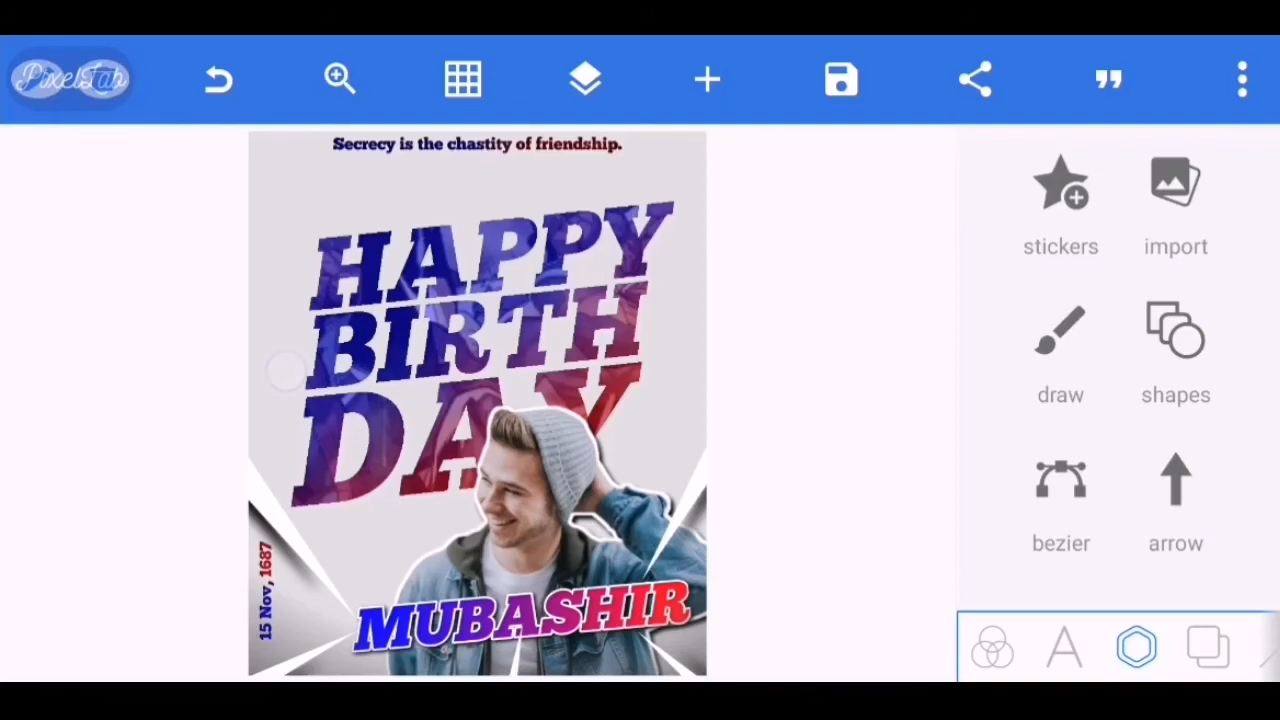 PixelLab
Secrecy is the chastity of friendship.
HAPPY
BIRTH
DAY
15 Nov, 1687
MUBASHIR
stickers
import
draw
shapes
bezier
arrow